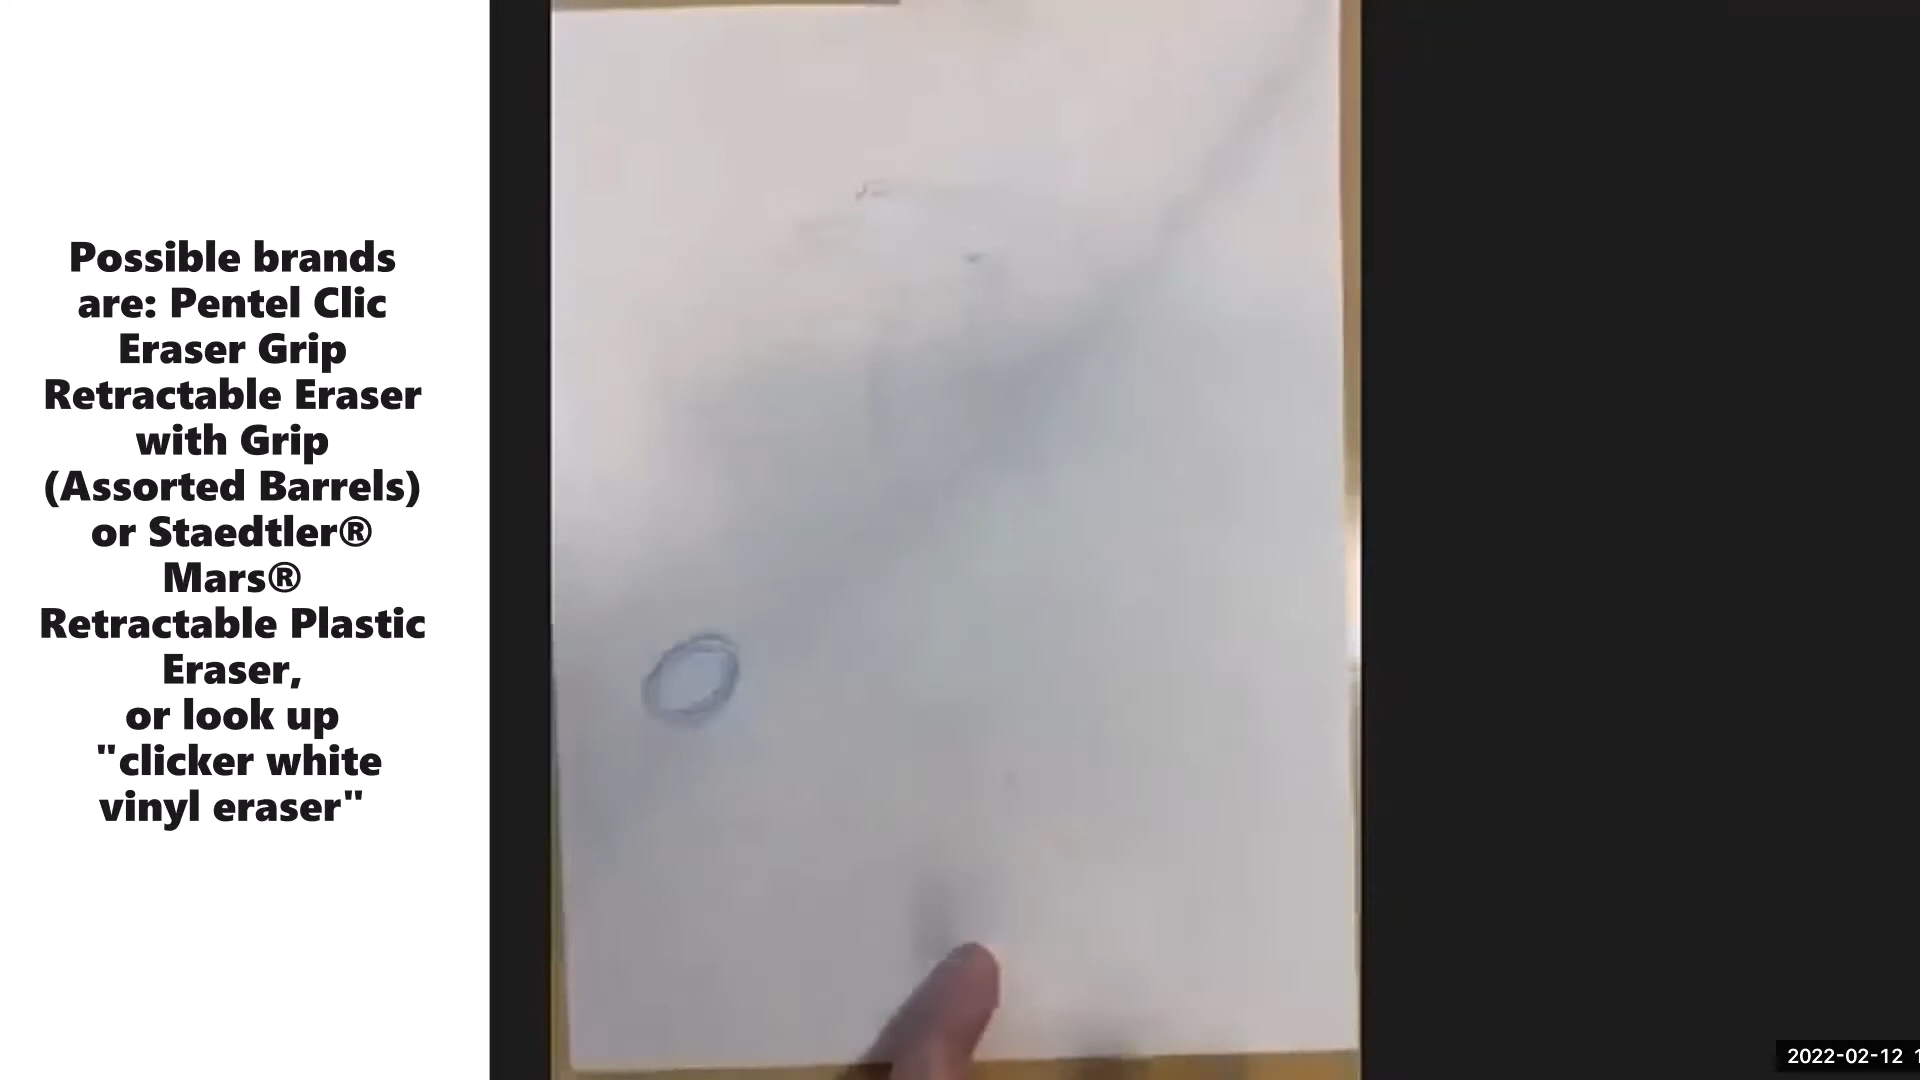 Possible brands
are: Pentel Clic
Eraser Grip
Retractable Eraser
with Grip
(Assorted Barrels)
or Staedtler®
Mars®
Retractable Plastic
Eraser,
or look up
"clicker white
vinyl eraser"
2022-02-12